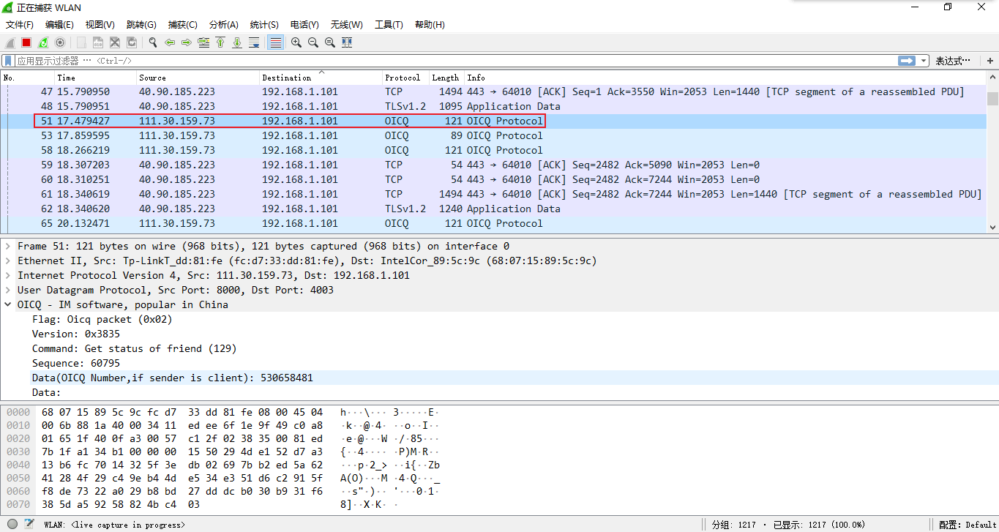 正在捕获 WLAN
文件(F) 编辑(E) 视图(V) 跳转(G) 捕获(C) 分析(A) 统计(S) 电话(Y) 无线(W) 工具(T) 帮助(H)
应用显示过滤器 … <Ctrl-/> 表达式… +
No. Time Source Destination Protocol Length Info
47 15.790950 40.90.185.223 192.168.1.101 TCP 1494 443 → 64010 [ACK] Seq=1 Ack=3550 Win=2053 Len=1440 [TCP segment of a reassembled PDU]
48 15.790951 40.90.185.223 192.168.1.101 TLSv1.2 1095 Application Data
51 17.479427 111.30.159.73 192.168.1.101 OICQ 121 OICQ Protocol
53 17.859595 111.30.159.73 192.168.1.101 OICQ 89 OICQ Protocol
58 18.266219 111.30.159.73 192.168.1.101 OICQ 121 OICQ Protocol
59 18.307203 40.90.185.223 192.168.1.101 TCP 54 443 → 64010 [ACK] Seq=2482 Ack=5090 Win=2053 Len=0
60 18.310251 40.90.185.223 192.168.1.101 TCP 54 443 → 64010 [ACK] Seq=2482 Ack=7244 Win=2053 Len=0
61 18.340619 40.90.185.223 192.168.1.101 TCP 1494 443 → 64010 [ACK] Seq=2482 Ack=7244 Win=2053 Len=1440 [TCP segment of a reassembled PDU]
62 18.340620 40.90.185.223 192.168.1.101 TLSv1.2 1240 Application Data
65 20.132471 111.30.159.73 192.168.1.101 OICQ 121 OICQ Protocol
Frame 51: 121 bytes on wire (968 bits), 121 bytes captured (968 bits) on interface 0
Ethernet II, Src: Tp-LinkT_dd:81:fe (fc:d7:33:dd:81:fe), Dst: IntelCor_89:5c:9c (68:07:15:89:5c:9c)
Internet Protocol Version 4, Src: 111.30.159.73, Dst: 192.168.1.101
User Datagram Protocol, Src Port: 8000, Dst Port: 4003
OICQ - IM software, popular in China
Flag: Oicq packet (0x02)
Version: 0x3835
Command: Get status of friend (129)
Sequence: 60795
Data(OICQ Number,if sender is client): 530658481
Data:
0000 68 07 15 89 5c 9c fc d7 33 dd 81 fe 08 00 45 04 h···\··· 3·····E·
0010 00 6b 88 1a 40 00 34 11 ed ee 6f 1e 9f 49 c0 a8 ·k··@·4· ··o··I··
0020 01 65 1f 40 0f a3 00 57 c1 2f 02 38 35 00 81 ed ·e·@···W ·/·85···
0030 7b 1f a1 34 b1 00 00 00 15 50 29 4d e1 52 d7 a3 {··4···· ·P)M·R··
0040 13 b6 fc 70 14 32 5f 3e db 02 69 7b b2 ed 5a 62 ···p·2_> ··i{··Zb
0050 41 28 4f 29 c4 9e b4 4d e5 34 e3 51 d6 c2 91 5f A(O)···M ·4·Q···_
0060 f8 de 73 22 a0 29 b8 bd 27 dd dc b0 30 b9 31 f6 ··s"·)·· '···0·1·
0070 38 5d a5 92 58 82 4b c4 03 8]··X·K· ·
WLAN: <live capture in progress> 分组: 1217 · 已显示: 1217 (100.0%) 配置: Default